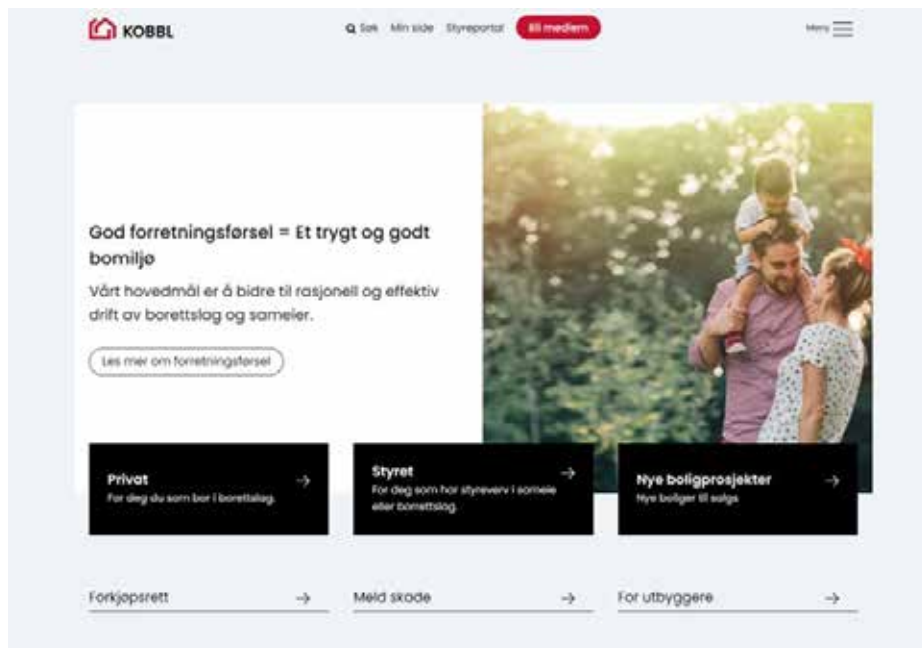 KOBBL
Søk Min side Styreportal Bli medlem
Meny
God forretningsførsel = Et trygt og godt
bomiljø
Vårt hovedmål er å bidre til rasjonell og effektiv
drift av borettslag og sameier.
Les mer om forretningsførsel
Privat
For deg du som bor i borettslag.
Styret
For deg som har styreverv i sameie
eller borrettslag.
Nye boligprosjekter
Nye boliger til salgs
Forkjøpsrett
Meld skade
For utbyggere